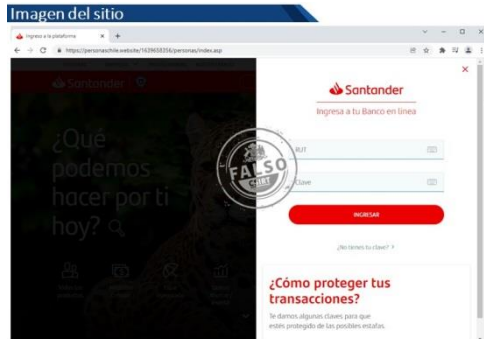 Imagen del sitio
Ingreso a la plataforma
https://personaschile.website/1639658356/personas/index.asp
Santander
Santander
Ingresa a tu Banco en línea
¿Qué
podemos
hacer por ti
hoy?
RUT
FALSO
CSIRT
Clave
INGRESAR
¿No tienes tu clave?
¿Cómo proteger tus
transacciones?
Te damos algunas claves para que
estés protegido de las posibles estafas.